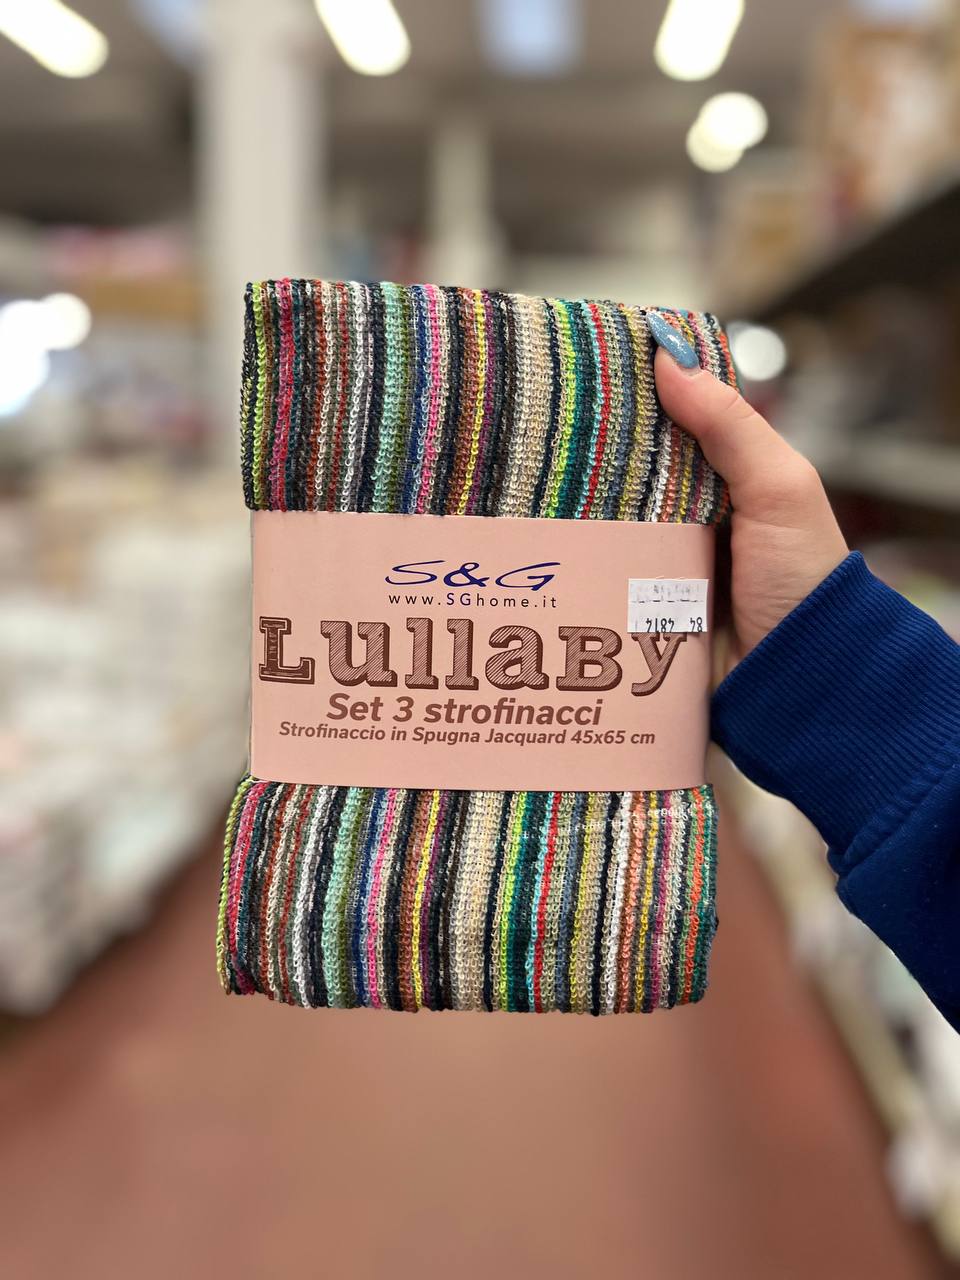 S&G
www.SGhome.it
Lullaby
Set 3 strofinacci
Strofinaccio in Spugna Jacquard 45x65 cm